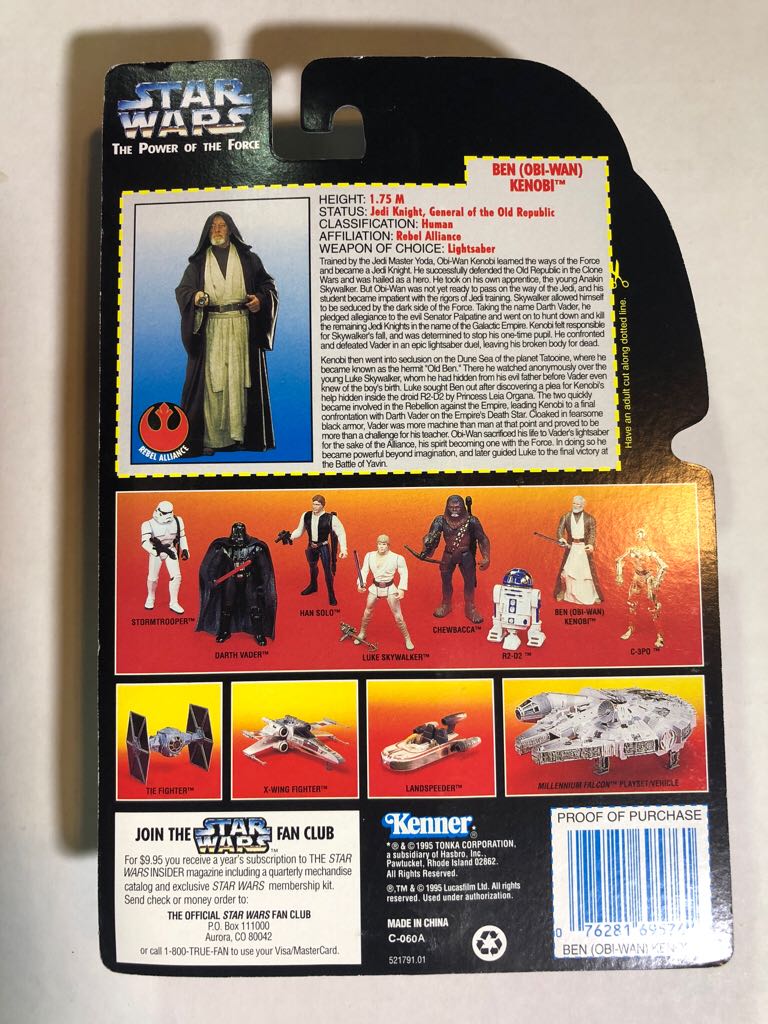 STAR
WARS
THE POWER OF THE FORCE
BEN (OBI-WAN)
KENOBI™
HEIGHT: 1.75 M
STATUS: Jedi Knight, General of the Old Republic
CLASSIFICATION: Human
AFFILIATION: Rebel Alliance
WEAPON OF CHOICE: Lightsaber
Trained by the Jedi Master Yoda, Obi-Wan Kenobi learned the ways of the Force
and became a Jedi Knight. He successfully defended the Old Republic in the Clone
Wars and was hailed as a hero. He took on his own apprentice, the young Anakin
Skywalker. But Obi-Wan was not yet ready to pass on the way of the Jedi, and his
student became impatient with the rigors of Jedi training. Skywalker allowed himself
to be seduced by the dark side of the Force. Taking the name Darth Vader, he
pledged allegiance to the evil Senator Palpatine and went on to hunt down and kill
the remaining Jedi Knights in the name of the Galactic Empire. Kenobi felt responsible
for Skywalker's fall, and was determined to stop his one-time pupil. He confronted
and defeated Vader in an epic lightsaber duel, leaving his broken body for dead.
Kenobi then went into seclusion on the Dune Sea of the planet Tatooine, where he
became known as the hermit "Old Ben." There he watched anonymously over the
young Luke Skywalker, whom he had hidden from his evil father before Vader even
knew of the boy's birth. Luke sought Ben out after discovering a plea for Kenobi's
help hidden inside the droid R2-D2 by Princess Leia Organa. The two quickly
became involved in the Rebellion against the Empire, leading Kenobi to a final
confrontation with Darth Vader on the Empire's Death Star. Cloaked in fearsome
black armor, Vader was more machine than man at that point and proved to be
more than a challenge for his teacher. Obi-Wan sacrificed his life to Vader's lightsaber
for the sake of the Alliance, his spirit becoming one with the Force. In doing so he
became powerful beyond imagination, and later guided Luke to the final victory at
the Battle of Yavin.
REBEL ALLIANCE
Have an adult cut along dotted line.
STORMTROOPER™
DARTH VADER™
HAN SOLO™
LUKE SKYWALKER™
CHEWBACCA™
R2-D2 ™
BEN (OBI-WAN)
KENOBI™
C-3PO ™
TIE FIGHTER™
X-WING FIGHTER™
LANDSPEEDER™
MILLENNIUM FALCON™ PLAYSET/VEHICLE
JOIN THE STAR WARS™ FAN CLUB
For $9.95 you receive a year's subscription to THE STAR
WARS INSIDER magazine including a quarterly merchandise
catalog and exclusive STAR WARS membership kit.
Send check or money order to:
THE OFFICIAL STAR WARS FAN CLUB
P.O. Box 111000
Aurora, CO 80042
or call 1-800-TRUE-FAN to use your Visa/MasterCard.
Kenner®
*® & © 1995 TONKA CORPORATION,
a subsidiary of Hasbro, Inc.,
Pawtucket, Rhode Island 02862.
All Rights Reserved.
®,™ & © 1995 Lucasfilm Ltd. All rights
reserved. Used under authorization.
MADE IN CHINA
C-060A
521791.01
PROOF OF PURCHASE
0 76281 69576
BEN (OBI-WAN)